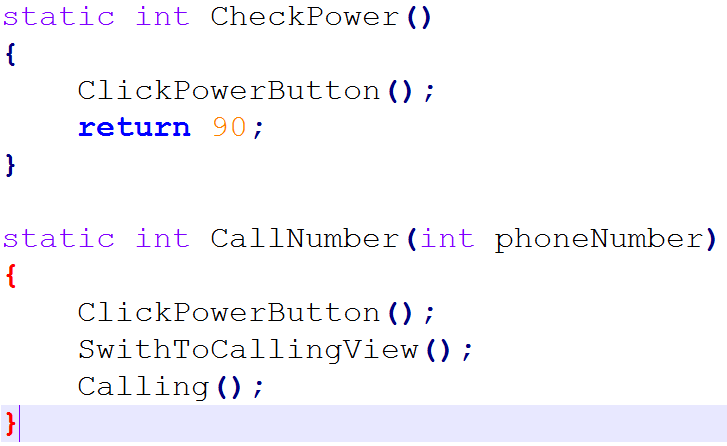 static int CheckPower()
{
    ClickPowerButton();
    return 90;
}

static int CallNumber(int phoneNumber)
{
    ClickPowerButton();
    SwithToCallingView();
    Calling();
}